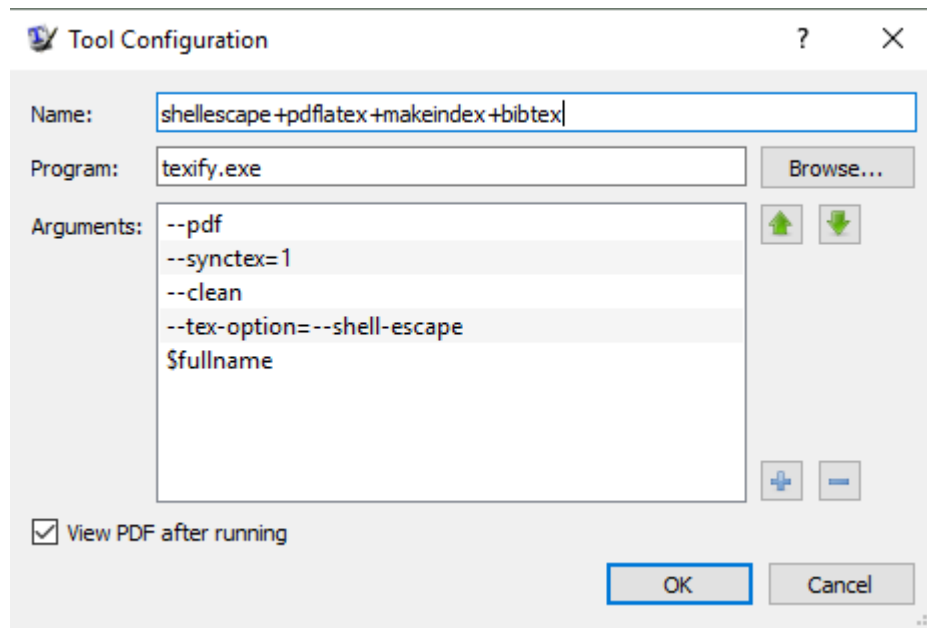 Tool Configuration
?
Name:
shellescape+pdflatex+makeindex+bibtex
Program:
texify.exe
Browse...
Arguments:
--pdf
--synctex=1
--clean
--tex-option=--shell-escape
$fullname
View PDF after running
OK
Cancel